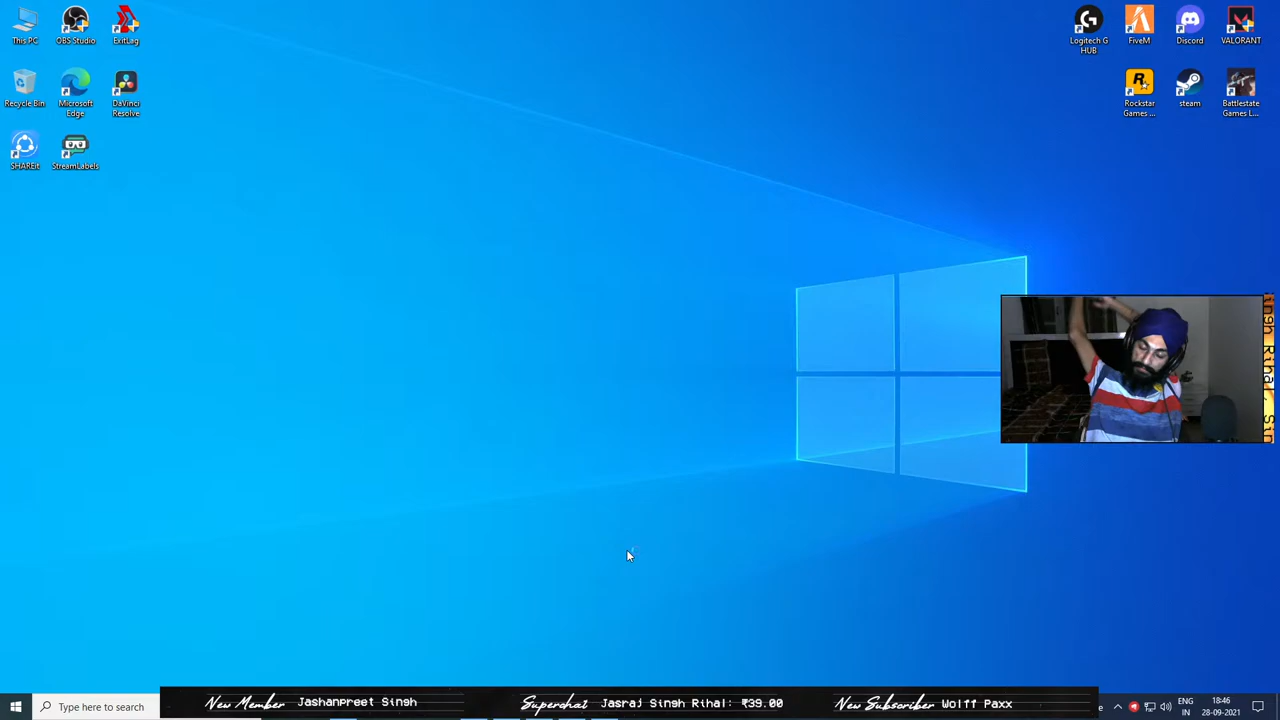 This PC
OBS Studio
ExitLag
Logitech G HUB
FiveM
Discord
VALORANT
Recycle Bin
Microsoft Edge
DaVinci Resolve
Rockstar Games ...
steam
Battlestate Games L...
SHAREit
StreamLabels
New Member Jashanpreet Singh
Superchat Jasraj Singh Rihal: ₹39.00
New Subscriber Wolff Paxx
Type here to search
ENG
IN
18:46
28-09-2021